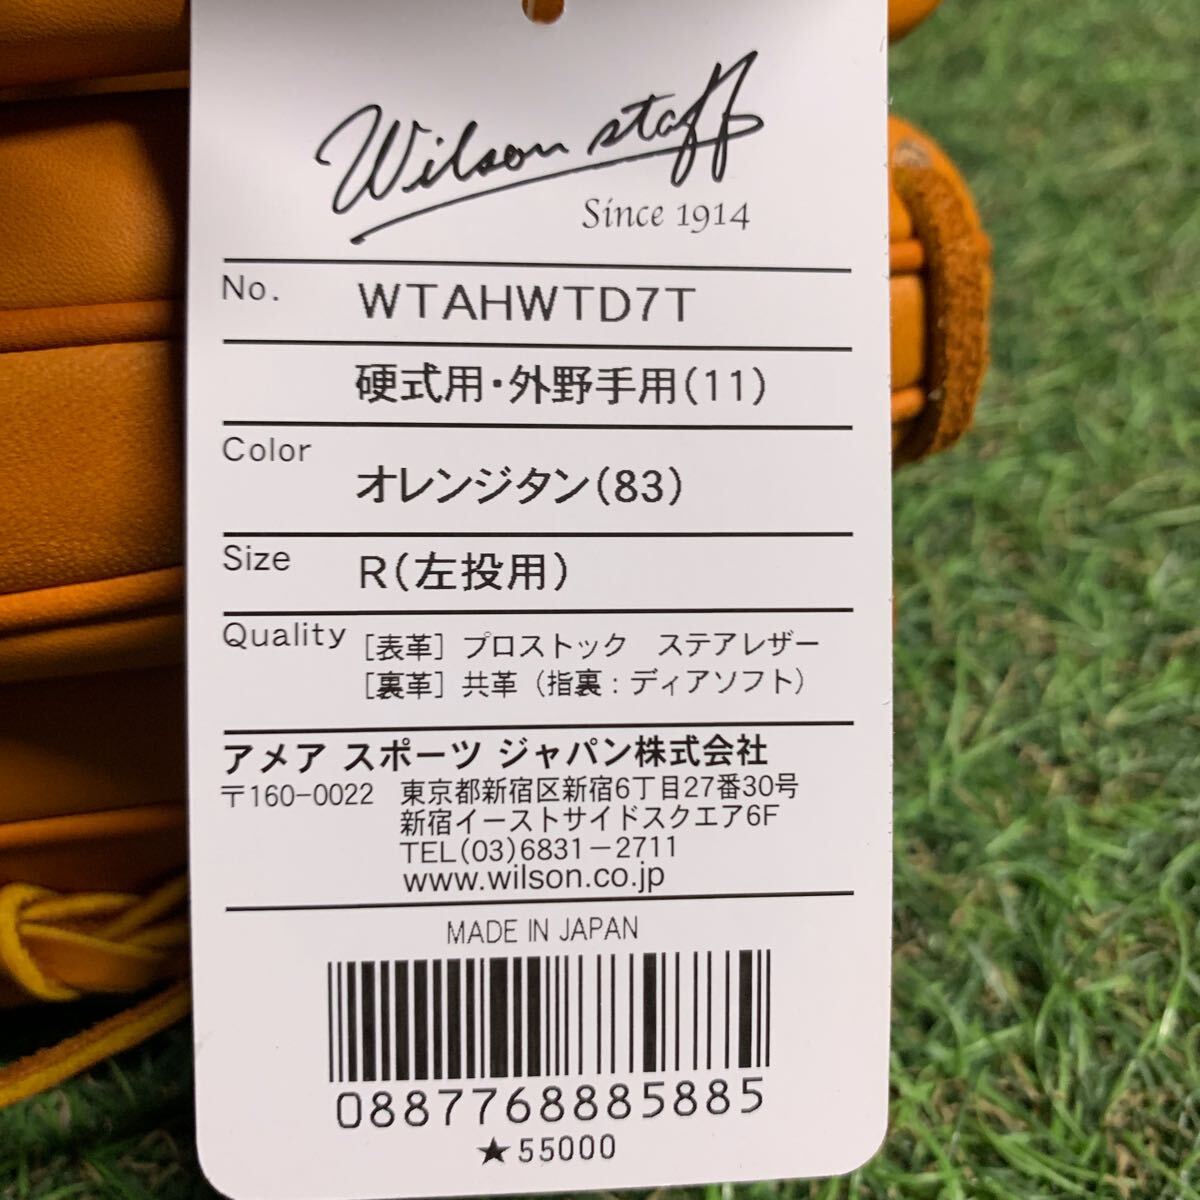 Wilson staff
Since 1914
No. WTAHWTD7T
硬式用・外野手用(11)
Color オレンジタン(83)
Size R(左投用)
Quality [表革] プロストック　ステアレザー
[裏革] 共革 (指裏：ディアソフト)
アメア スポーツ ジャパン株式会社
〒160-0022 東京都新宿区新宿6丁目27番30号
新宿イーストサイドスクエア6F
TEL(03)6831－2711
www.wilson.co.jp
MADE IN JAPAN
0887768885885
★55000